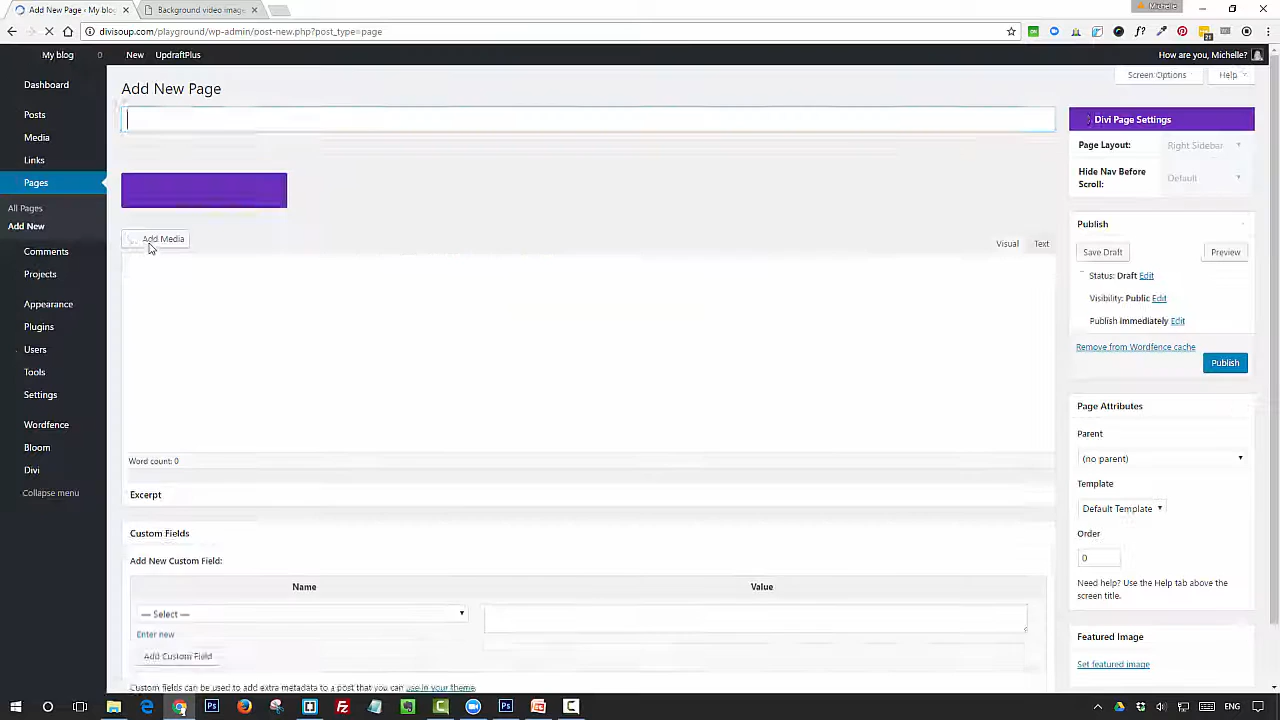 Add New Page ‹ My blog
Background video imag
Michelle
divisoup.com/playground/wp-admin/post-new.php?post_type=page
My blog 0 New UpdraftPlus How are you, Michelle?
Screen Options Help
Add New Page
Dashboard
Posts
Media
Links
Pages
All Pages
Add New
Comments
Projects
Appearance
Plugins
Users
Tools
Settings
Wordfence
Bloom
Divi
Collapse menu
Add Media
Visual Text
Word count: 0
Excerpt
Custom Fields
Add New Custom Field:
Name Value
— Select —
Enter new
Add Custom Field
Custom fields can be used to add extra metadata to a post that you can use in your theme.
Divi Page Settings
Page Layout: Right Sidebar
Hide Nav Before Scroll: Default
Publish
Save Draft Preview
Status: Draft Edit
Visibility: Public Edit
Publish immediately Edit
Remove from Wordfence cache
Publish
Page Attributes
Parent
(no parent)
Template
Default Template
Order
0
Need help? Use the Help tab above the
screen title.
Featured Image
Set featured image
ENG